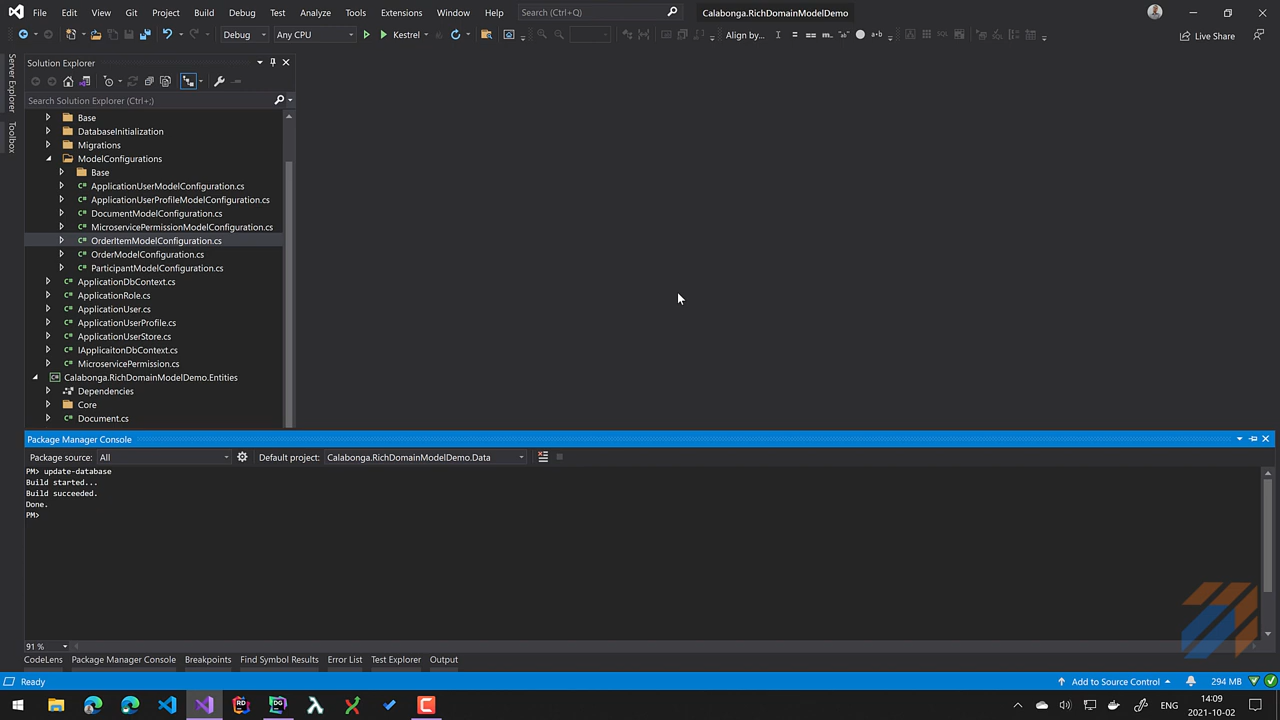 File Edit View Git Project Build Debug Test Analyze Tools Extensions Window Help Search (Ctrl+Q) Calabonga.RichDomainModelDemo
Debug Any CPU Kestrel Align by... Live Share
Server Explorer
Toolbox
Solution Explorer
Search Solution Explorer (Ctrl+;)
Base
DatabaseInitialization
Migrations
ModelConfigurations
Base
ApplicationUserModelConfiguration.cs
ApplicationUserProfileModelConfiguration.cs
DocumentModelConfiguration.cs
MicroservicePermissionModelConfiguration.cs
OrderItemModelConfiguration.cs
OrderModelConfiguration.cs
ParticipantModelConfiguration.cs
ApplicationDbContext.cs
ApplicationRole.cs
ApplicationUser.cs
ApplicationUserProfile.cs
ApplicationUserStore.cs
IApplicaitonDbContext.cs
MicroservicePermission.cs
Calabonga.RichDomainModelDemo.Entities
Dependencies
Core
Document.cs
Package Manager Console
Package source: All Default project: Calabonga.RichDomainModelDemo.Data
PM> update-database
Build started...
Build succeeded.
Done.
PM>
91 %
CodeLens Package Manager Console Breakpoints Find Symbol Results Error List Test Explorer Output
Ready Add to Source Control 294 MB
ENG 14:09
2021-10-02